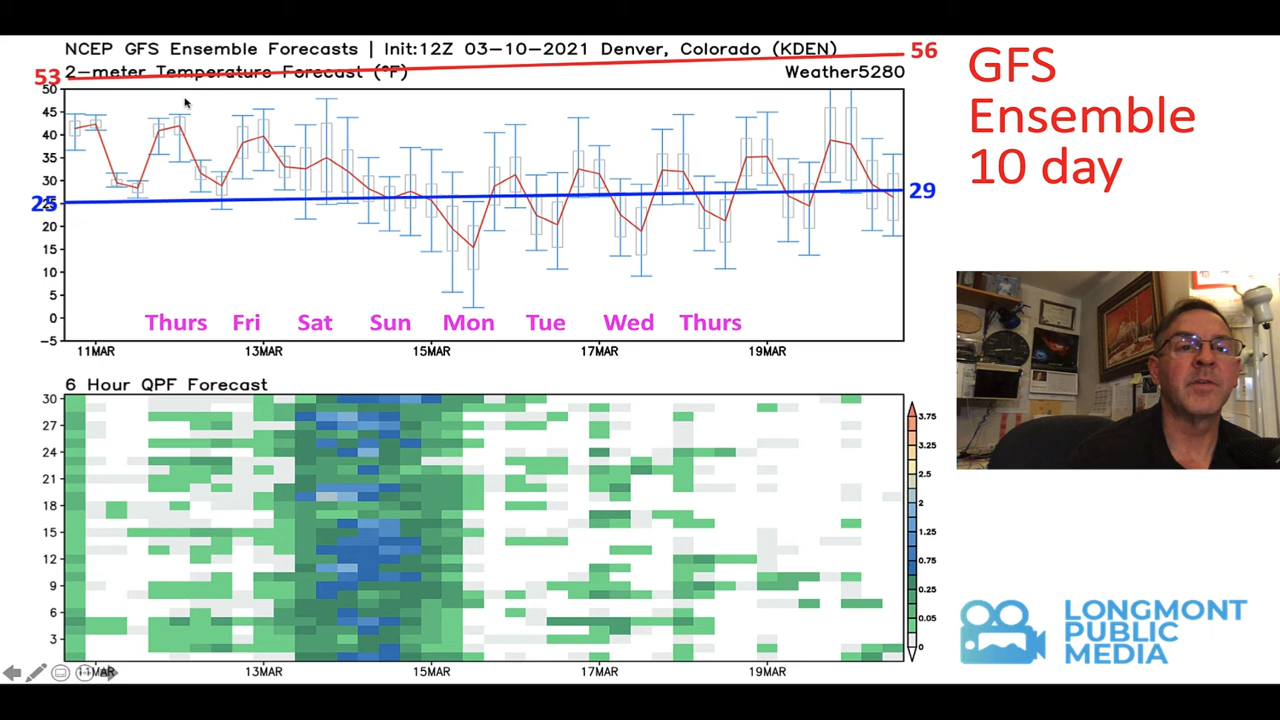 NCEP GFS Ensemble Forecasts | Init:12Z 03-10-2021 Denver, Colorado (KDEN)
56
53
2-meter Temperature Forecast (°F)
Weather5280
GFS
Ensemble
10 day
50
45
40
35
30
25
29
20
15
10
5
0
-5
Thurs Fri Sat Sun Mon Tue Wed Thurs
11MAR 13MAR 15MAR 17MAR 19MAR
6 Hour QPF Forecast
30
27
24
21
18
15
12
9
6
3
3.75
3.25
2.5
2
1.25
0.75
0.25
0.05
0
11MAR 13MAR 15MAR 17MAR 19MAR
LONGMONT
PUBLIC
MEDIA